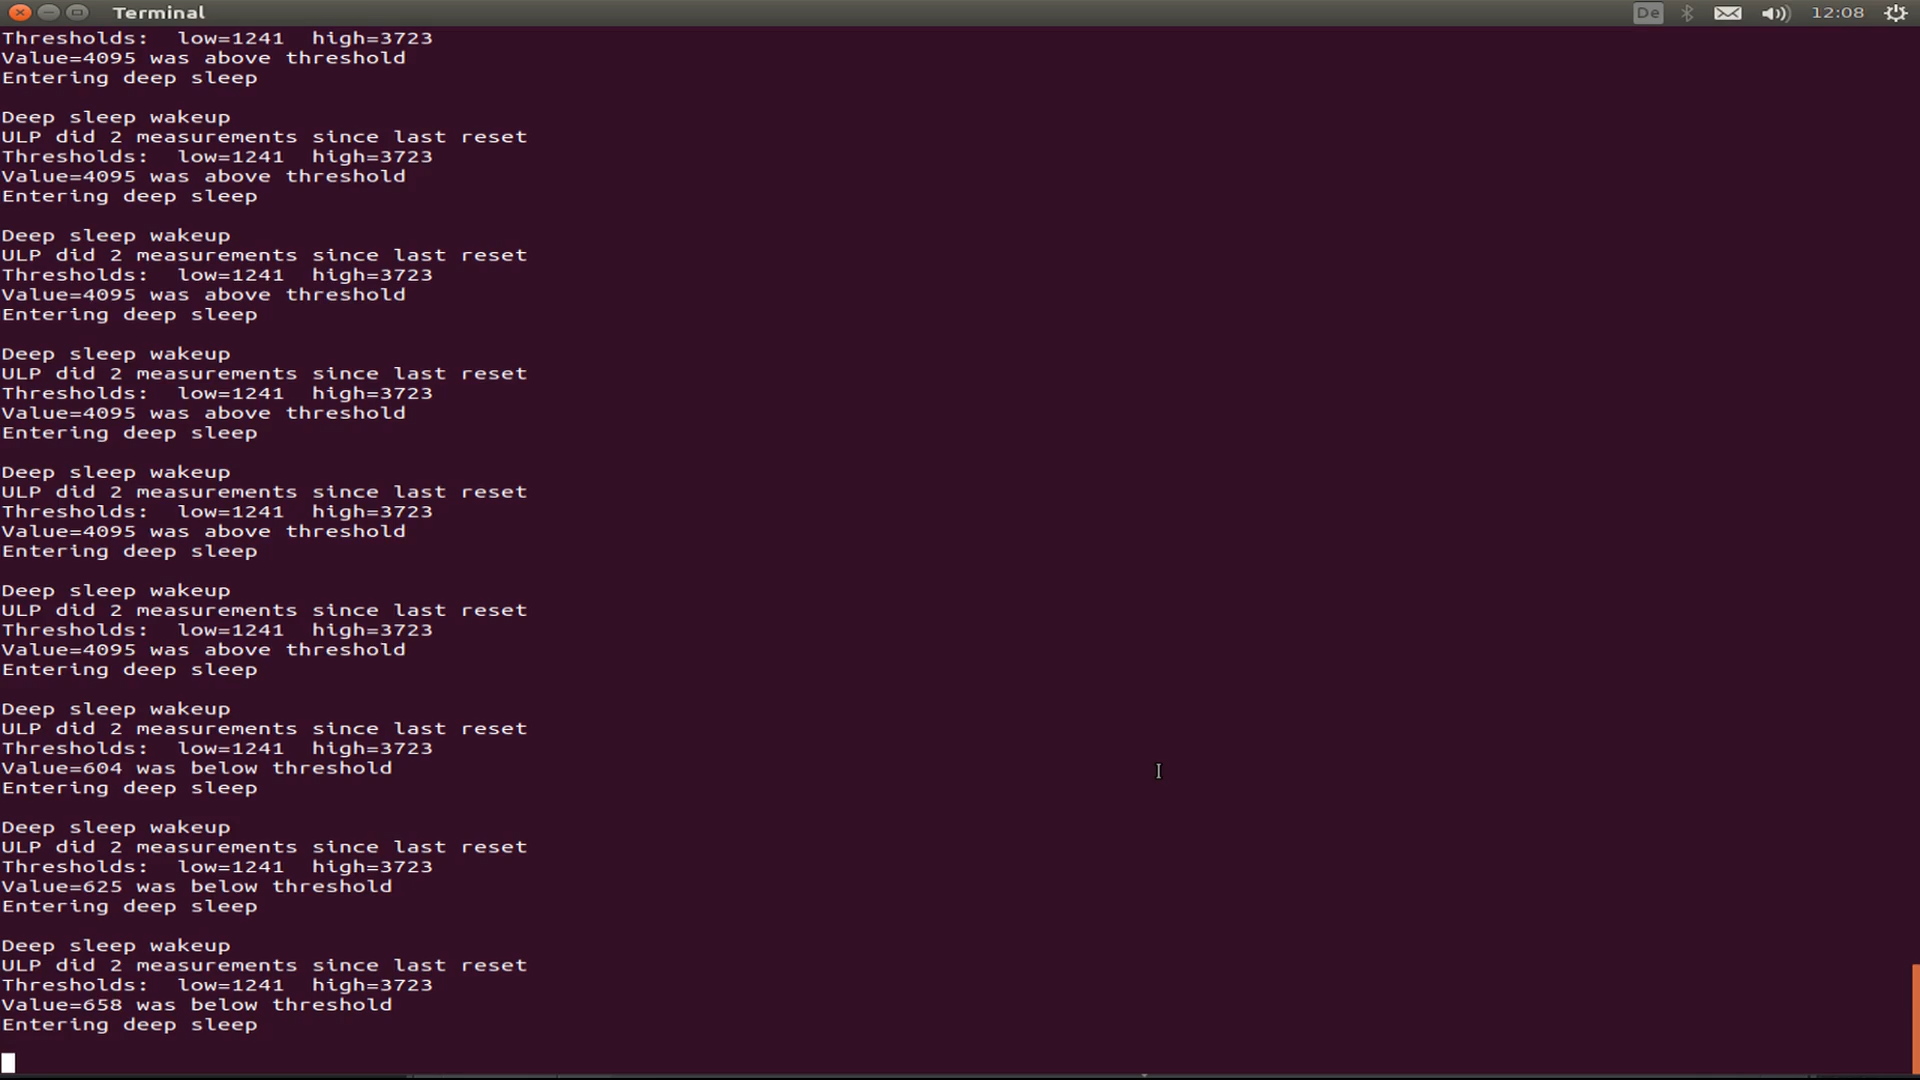 Terminal
De
12:08
Thresholds:  low=1241  high=3723
Value=4095 was above threshold
Entering deep sleep

Deep sleep wakeup
ULP did 2 measurements since last reset
Thresholds:  low=1241  high=3723
Value=4095 was above threshold
Entering deep sleep

Deep sleep wakeup
ULP did 2 measurements since last reset
Thresholds:  low=1241  high=3723
Value=4095 was above threshold
Entering deep sleep

Deep sleep wakeup
ULP did 2 measurements since last reset
Thresholds:  low=1241  high=3723
Value=4095 was above threshold
Entering deep sleep

Deep sleep wakeup
ULP did 2 measurements since last reset
Thresholds:  low=1241  high=3723
Value=4095 was above threshold
Entering deep sleep

Deep sleep wakeup
ULP did 2 measurements since last reset
Thresholds:  low=1241  high=3723
Value=4095 was above threshold
Entering deep sleep

Deep sleep wakeup
ULP did 2 measurements since last reset
Thresholds:  low=1241  high=3723
Value=604 was below threshold
Entering deep sleep

Deep sleep wakeup
ULP did 2 measurements since last reset
Thresholds:  low=1241  high=3723
Value=625 was below threshold
Entering deep sleep

Deep sleep wakeup
ULP did 2 measurements since last reset
Thresholds:  low=1241  high=3723
Value=658 was below threshold
Entering deep sleep